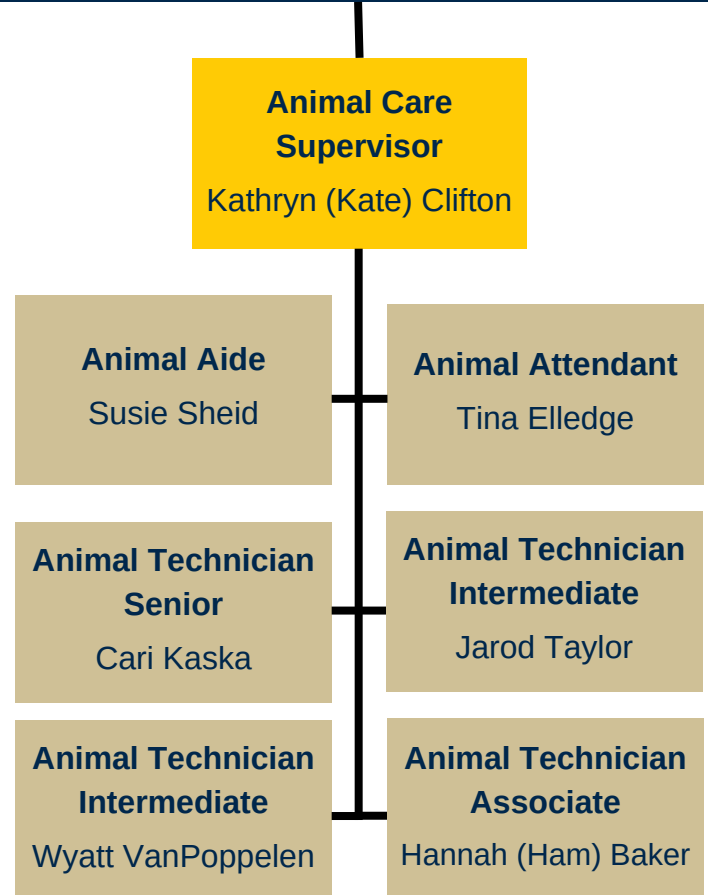 Animal Care
Supervisor
Kathryn (Kate) Clifton
Animal Aide
Susie Sheid
Animal Attendant
Tina Elledge
Animal Technician
Senior
Cari Kaska
Animal Technician
Intermediate
Jarod Taylor
Animal Technician
Intermediate
Wyatt VanPoppelen
Animal Technician
Associate
Hannah (Ham) Baker